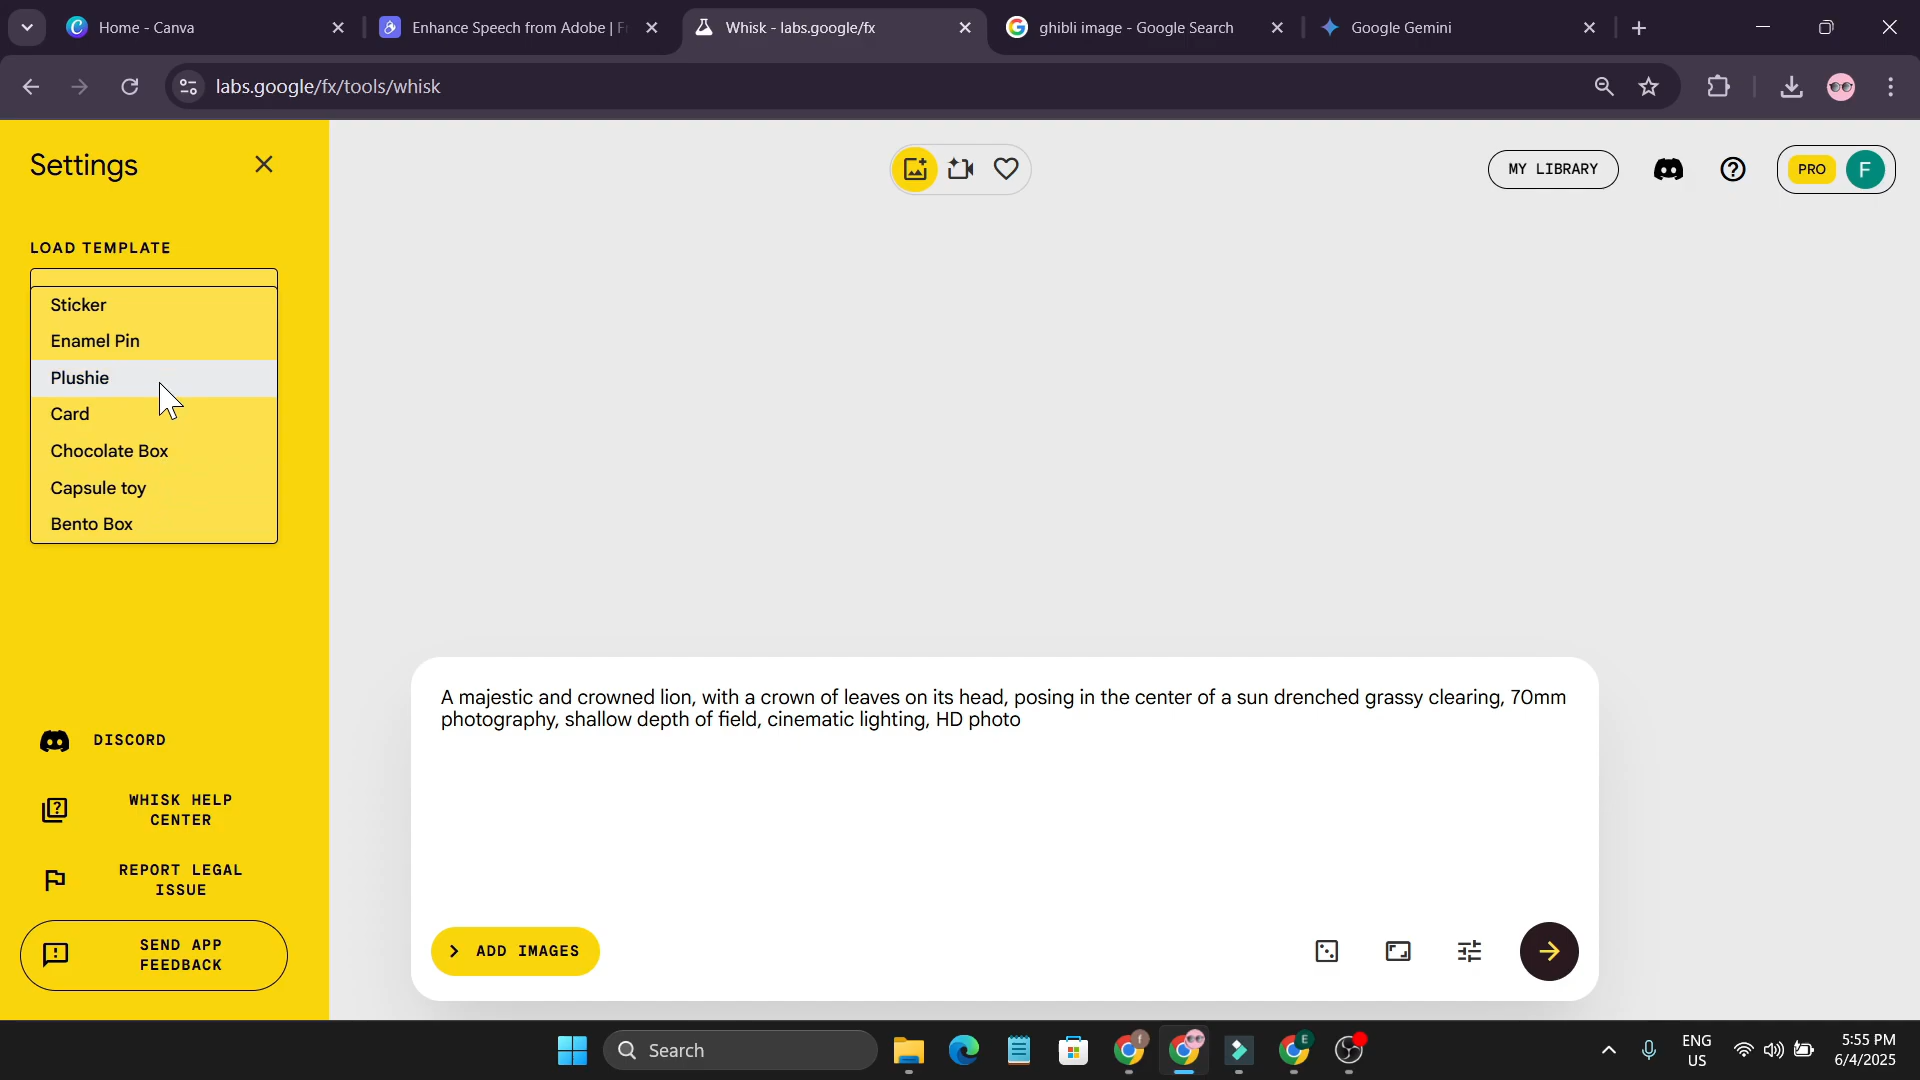 Home - Canva
Enhance Speech from Adobe | F
Whisk - labs.google/fx
ghibli image - Google Search
Google Gemini
labs.google/fx/tools/whisk
Settings
MY LIBRARY
PRO
F
LOAD TEMPLATE
Sticker
Enamel Pin
Plushie
Card
Chocolate Box
Capsule toy
Bento Box
A majestic and crowned lion, with a crown of leaves on its head, posing in the center of a sun drenched grassy clearing, 70mm
photography, shallow depth of field, cinematic lighting, HD photo
DISCORD
WHISK HELP
CENTER
REPORT LEGAL
ISSUE
SEND APP
FEEDBACK
ADD IMAGES
Search
ENG
US
5:55 PM
6/4/2025